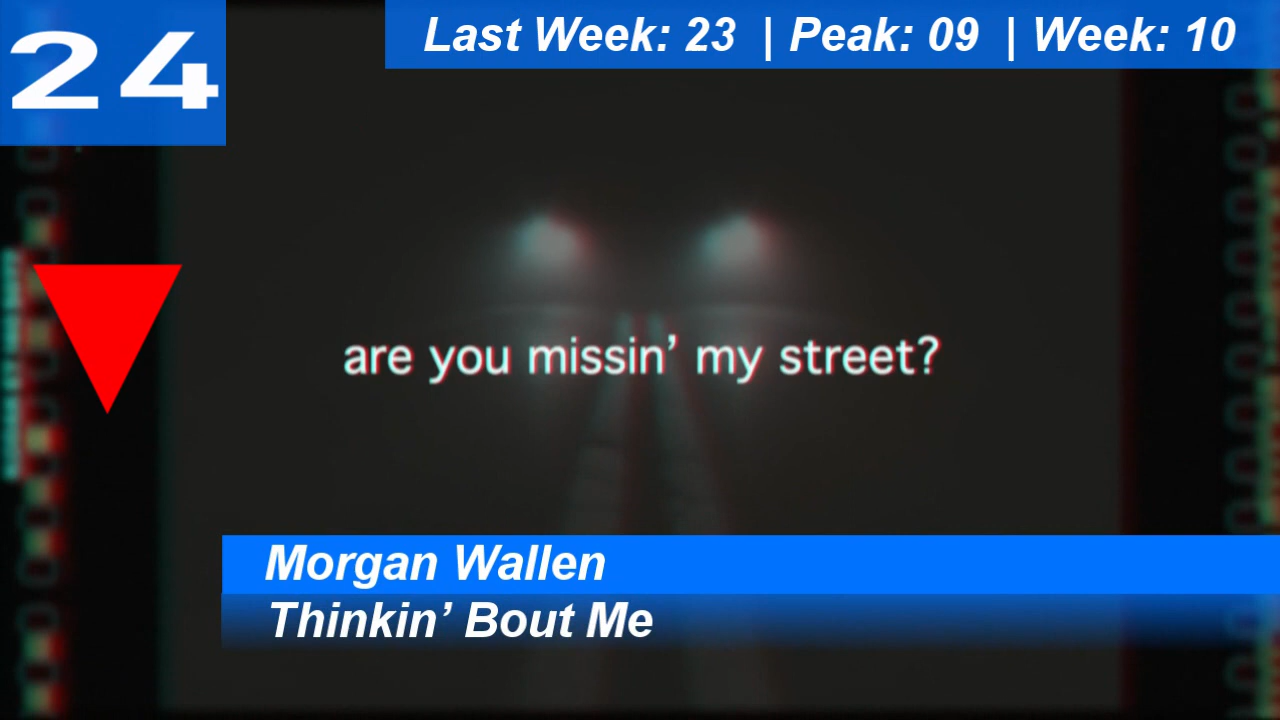 24
Last Week: 23 | Peak: 09 | Week: 10
are you missin’ my street?
Morgan Wallen
Thinkin’ Bout Me